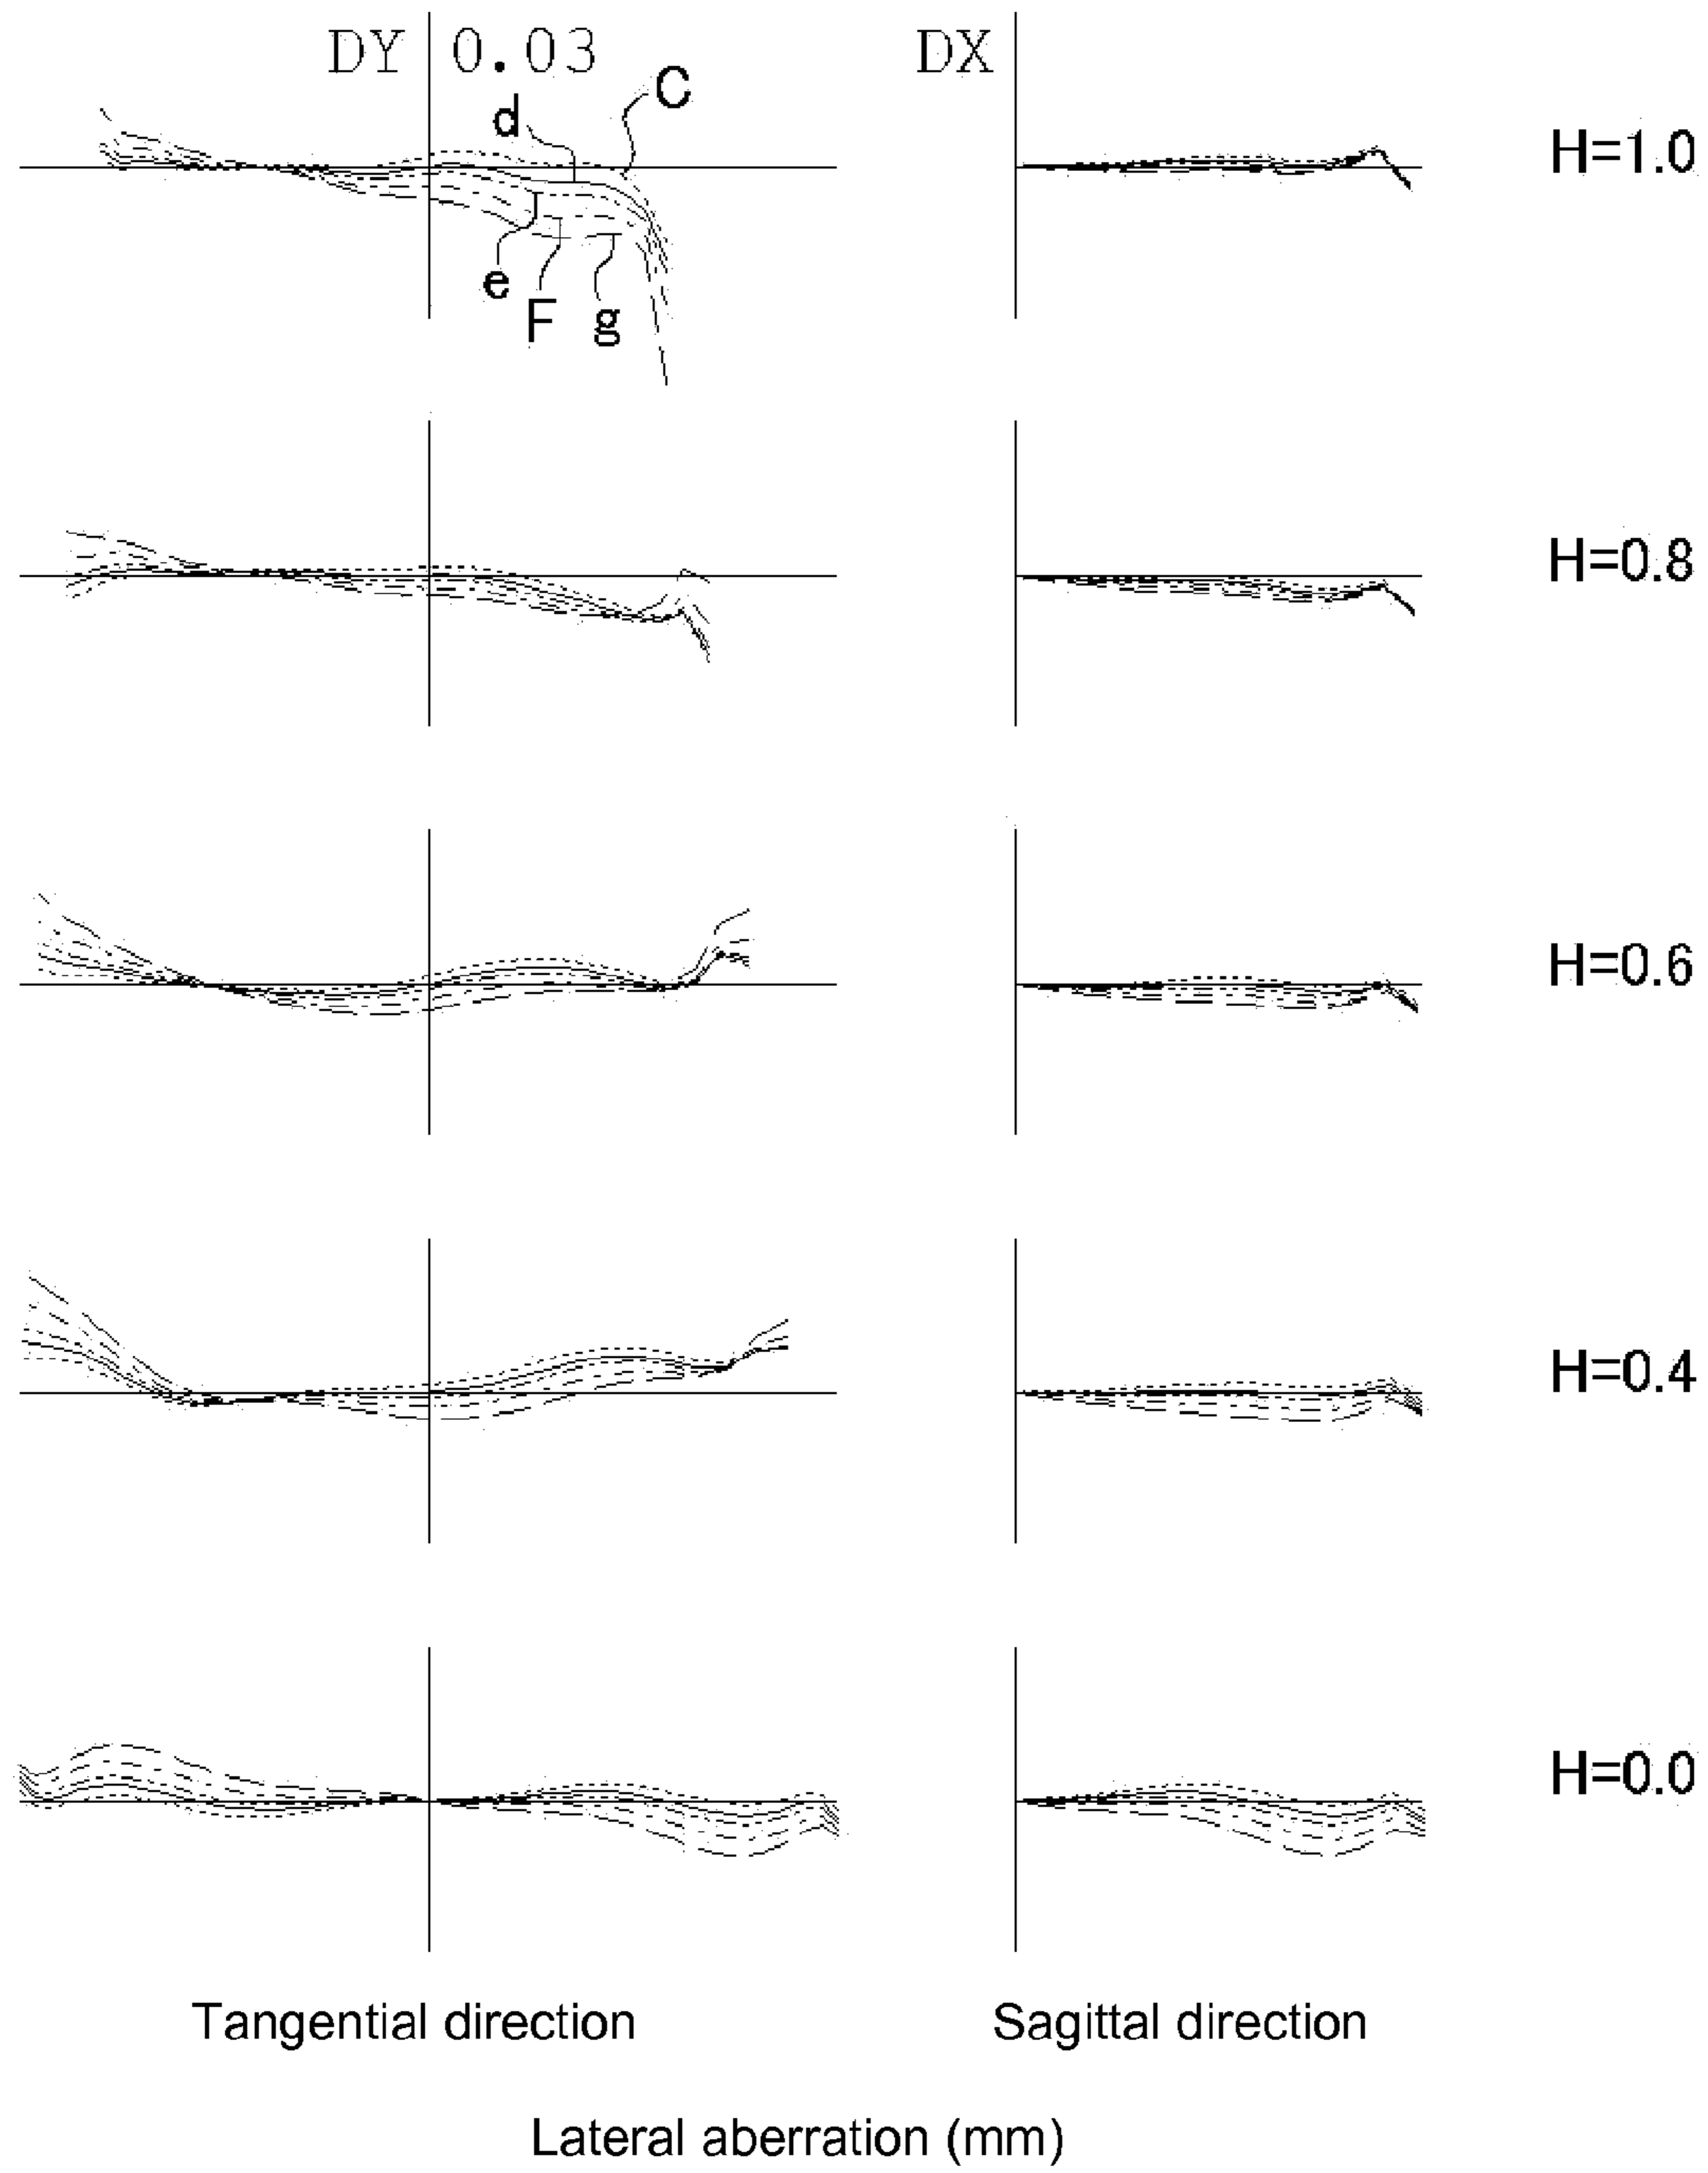 DY 0.03 DX
C
d
H=1.0
e
F
g
H=0.8
H=0.6
H=0.4
H=0.0
Tangential direction Sagittal direction
Lateral aberration (mm)